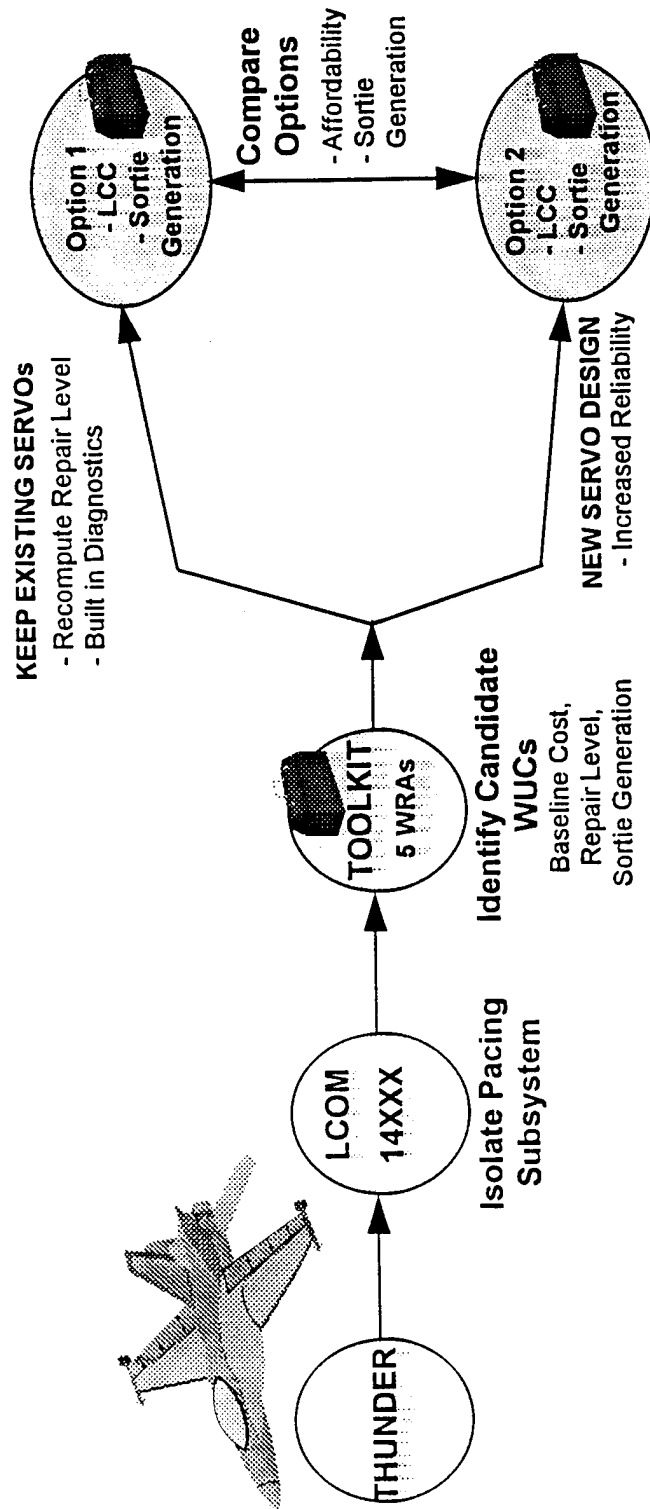 THUNDER
LCOM
14XXX
Isolate Pacing
Subsystem
TOOLKIT
5 WRAs
Identify Candidate
WUCs
Baseline Cost,
Repair Level,
Sortie Generation
KEEP EXISTING SERVOs
- Recompute Repair Level
- Built in Diagnostics
NEW SERVO DESIGN
- Increased Reliability
Option 1
- LCC
- Sortie
Generation
Compare
Options
- Affordability
- Sortie
Generation
Option 2
- LCC
- Sortie
Generation